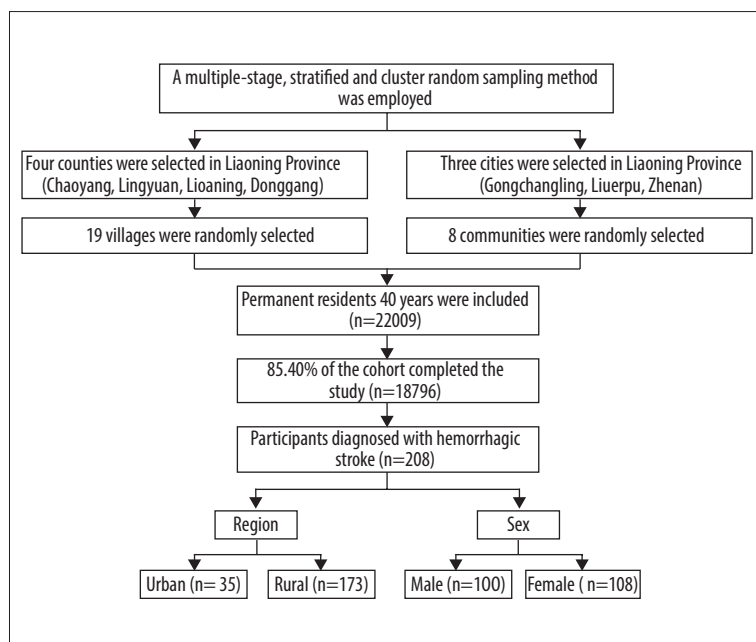 A multiple-stage, stratified and cluster random sampling method
was employed
Four counties were selected in Liaoning Province
(Chaoyang, Lingyuan, Lioaning, Donggang)
Three cities were selected in Liaoning Province
(Gongchangling, Liuerpu, Zhenan)
19 villages were randomly selected
8 communities were randomly selected
Permanent residents 40 years were included
(n=22009)
85.40% of the cohort completed the
study (n=18796)
Participants diagnosed with hemorrhagic
stroke (n=208)
Region
Sex
Urban (n= 35)
Rural (n=173)
Male (n=100)
Female ( n=108)